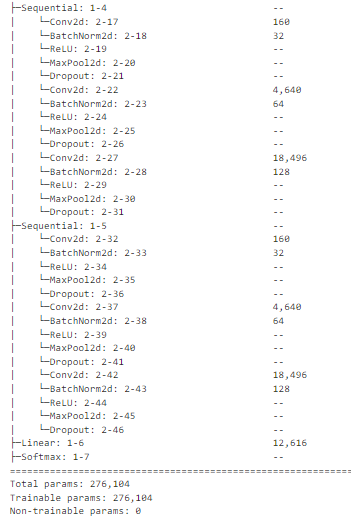 ├─Sequential: 1-4 --
│ └─Conv2d: 2-17 160
│ └─BatchNorm2d: 2-18 32
│ └─ReLU: 2-19 --
│ └─MaxPool2d: 2-20 --
│ └─Dropout: 2-21 --
│ └─Conv2d: 2-22 4,640
│ └─BatchNorm2d: 2-23 64
│ └─ReLU: 2-24 --
│ └─MaxPool2d: 2-25 --
│ └─Dropout: 2-26 --
│ └─Conv2d: 2-27 18,496
│ └─BatchNorm2d: 2-28 128
│ └─ReLU: 2-29 --
│ └─MaxPool2d: 2-30 --
│ └─Dropout: 2-31 --
├─Sequential: 1-5 --
│ └─Conv2d: 2-32 160
│ └─BatchNorm2d: 2-33 32
│ └─ReLU: 2-34 --
│ └─MaxPool2d: 2-35 --
│ └─Dropout: 2-36 --
│ └─Conv2d: 2-37 4,640
│ └─BatchNorm2d: 2-38 64
│ └─ReLU: 2-39 --
│ └─MaxPool2d: 2-40 --
│ └─Dropout: 2-41 --
│ └─Conv2d: 2-42 18,496
│ └─BatchNorm2d: 2-43 128
│ └─ReLU: 2-44 --
│ └─MaxPool2d: 2-45 --
│ └─Dropout: 2-46 --
├─Linear: 1-6 12,616
├─Softmax: 1-7 --
==========================================================
Total params: 276,104
Trainable params: 276,104
Non-trainable params: 0